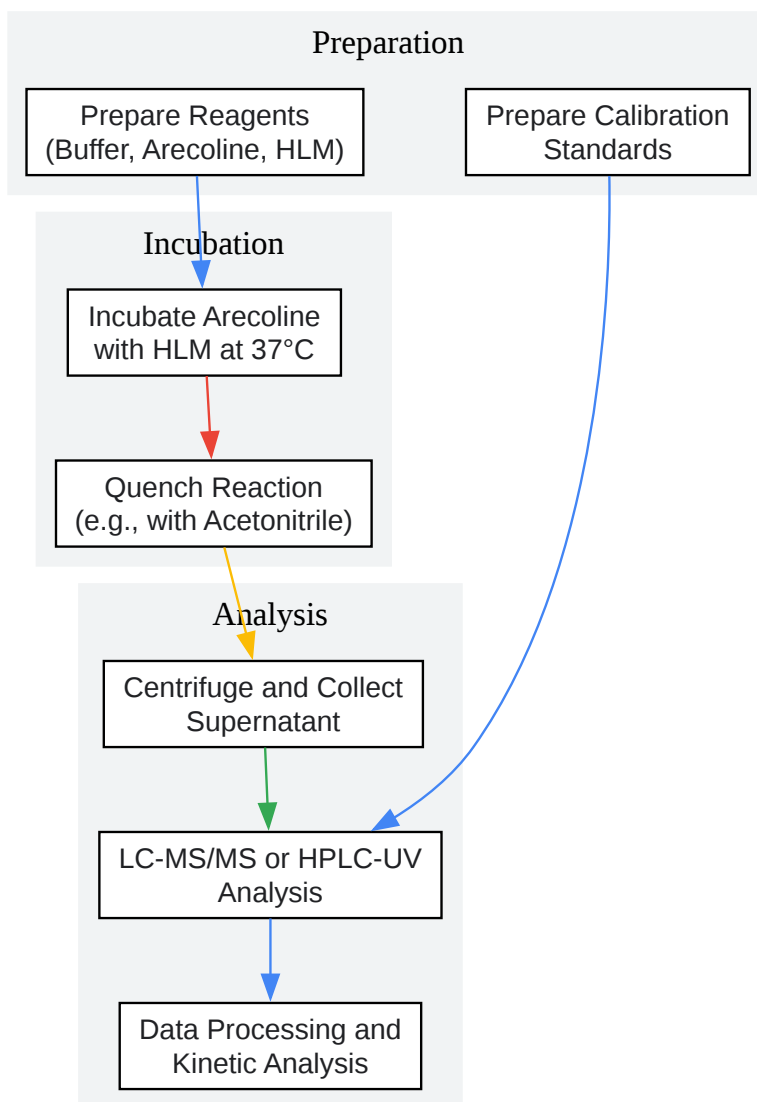 Preparation
Prepare Reagents
(Buffer, Arecoline, HLM)
Prepare Calibration
Standards
Incubation
Incubate Arecoline
with HLM at 37°C
Quench Reaction
(e.g., with Acetonitrile)
Analysis
Centrifuge and Collect
Supernatant
LC-MS/MS or HPLC-UV
Analysis
Data Processing and
Kinetic Analysis